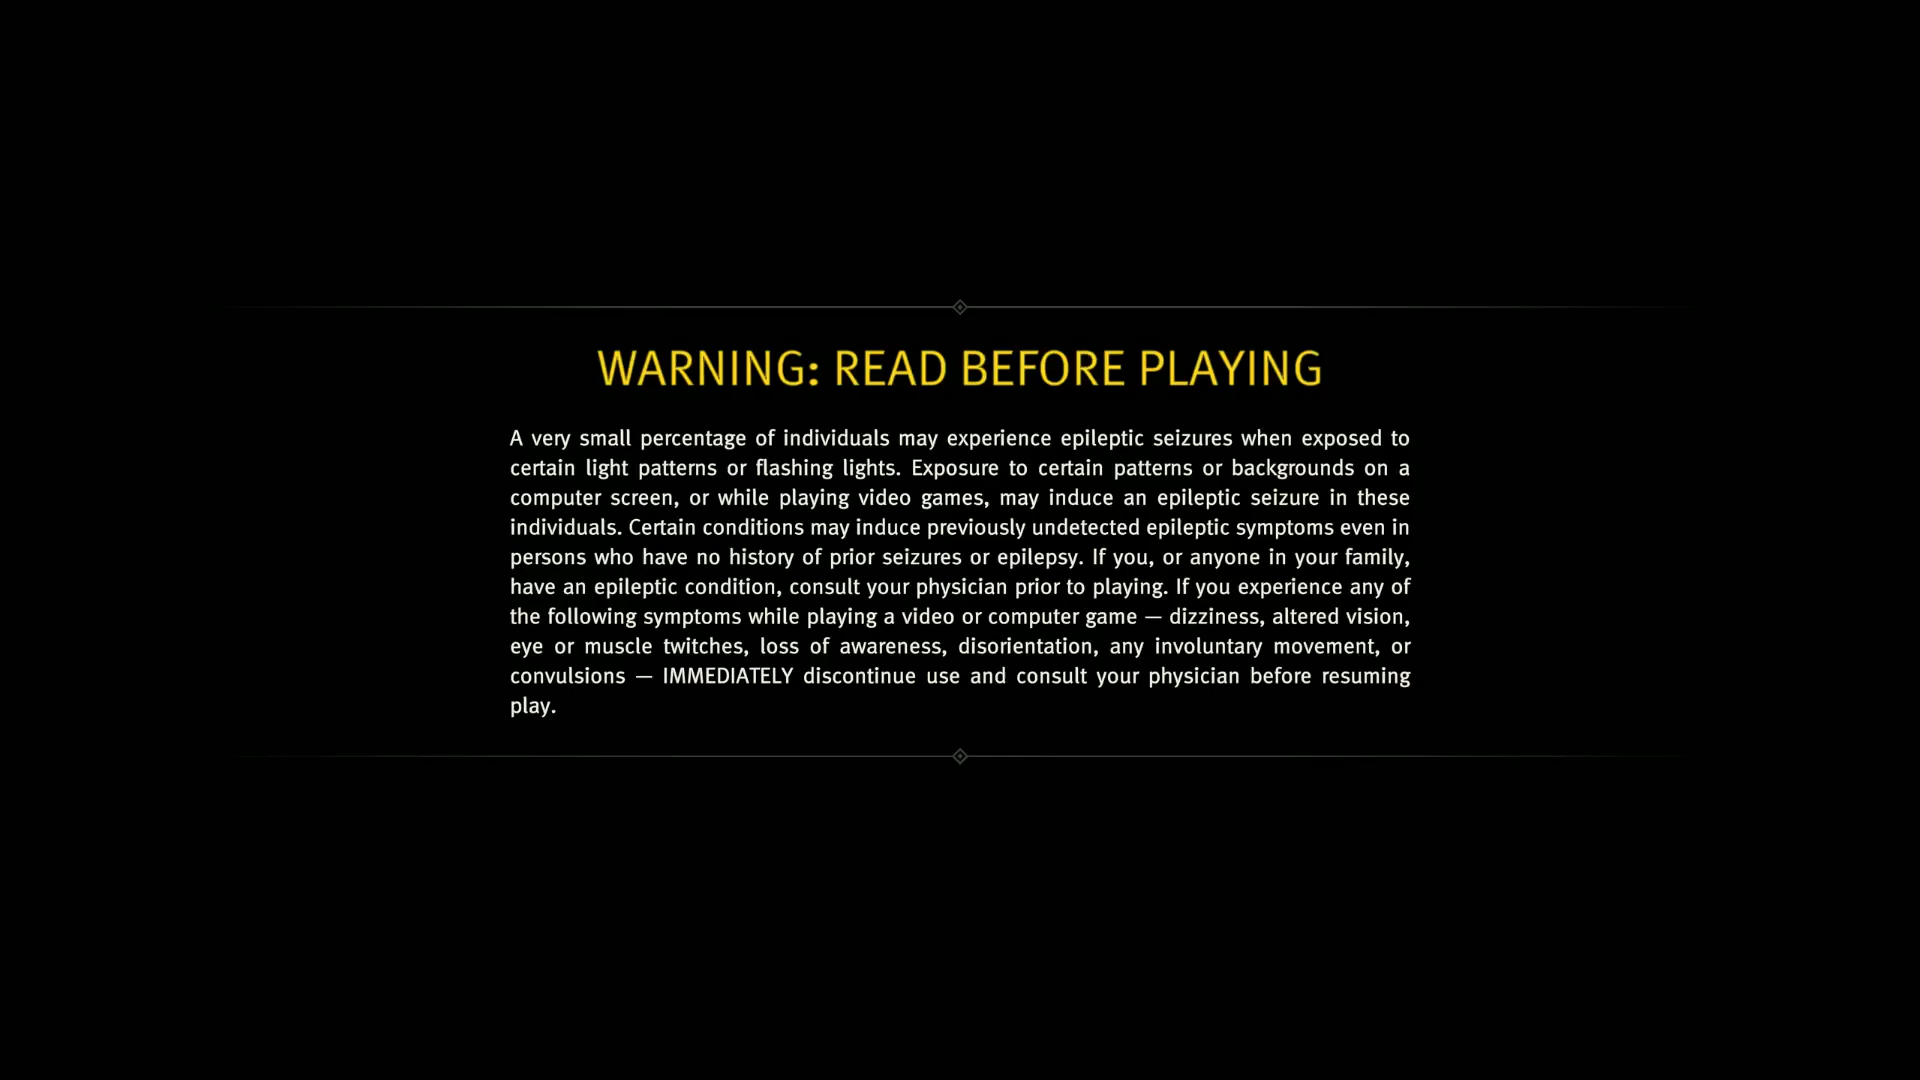 WARNING: READ BEFORE PLAYING
A very small percentage of individuals may experience epileptic seizures when exposed to
certain light patterns or flashing lights. Exposure to certain patterns or backgrounds on a
computer screen, or while playing video games, may induce an epileptic seizure in these
individuals. Certain conditions may induce previously undetected epileptic symptoms even in
persons who have no history of prior seizures or epilepsy. If you, or anyone in your family,
have an epileptic condition, consult your physician prior to playing. If you experience any of
the following symptoms while playing a video or computer game — dizziness, altered vision,
eye or muscle twitches, loss of awareness, disorientation, any involuntary movement, or
convulsions — IMMEDIATELY discontinue use and consult your physician before resuming
play.